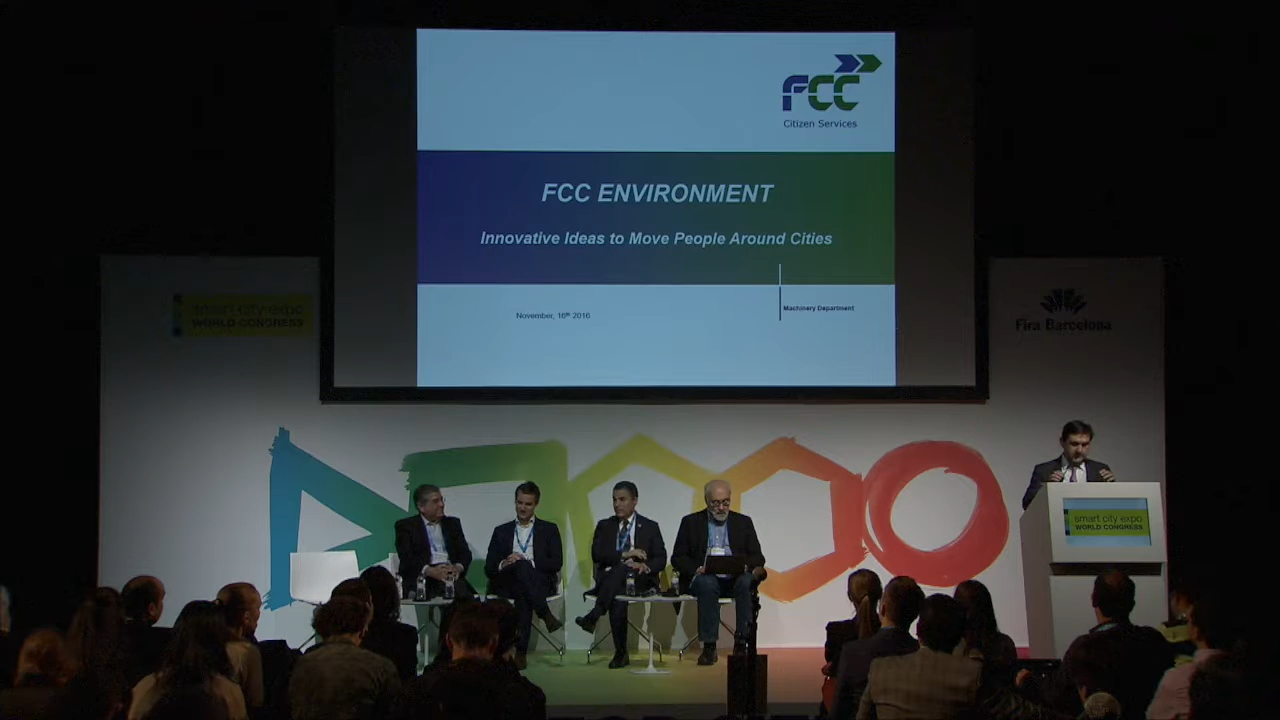 FCC
Citizen Services
FCC ENVIRONMENT
Innovative Ideas to Move People Around Cities
November, 16th 2016
Machinery Department
smart city expo
WORLD CONGRESS
Fira Barcelona
smart city expo
WORLD CONGRESS